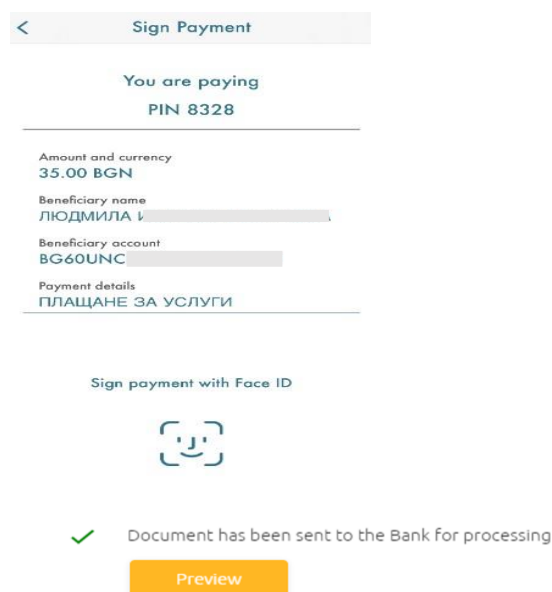 Sign Payment
You are paying
PIN 8328
Amount and currency
35.00 BGN
Beneficiary name
ЛЮДМИЛА
Beneficiary account
BG60UNC
Payment details
ПЛАЩАНЕ ЗА УСЛУГИ
Sign payment with Face ID
Document has been sent to the Bank for processing
Preview